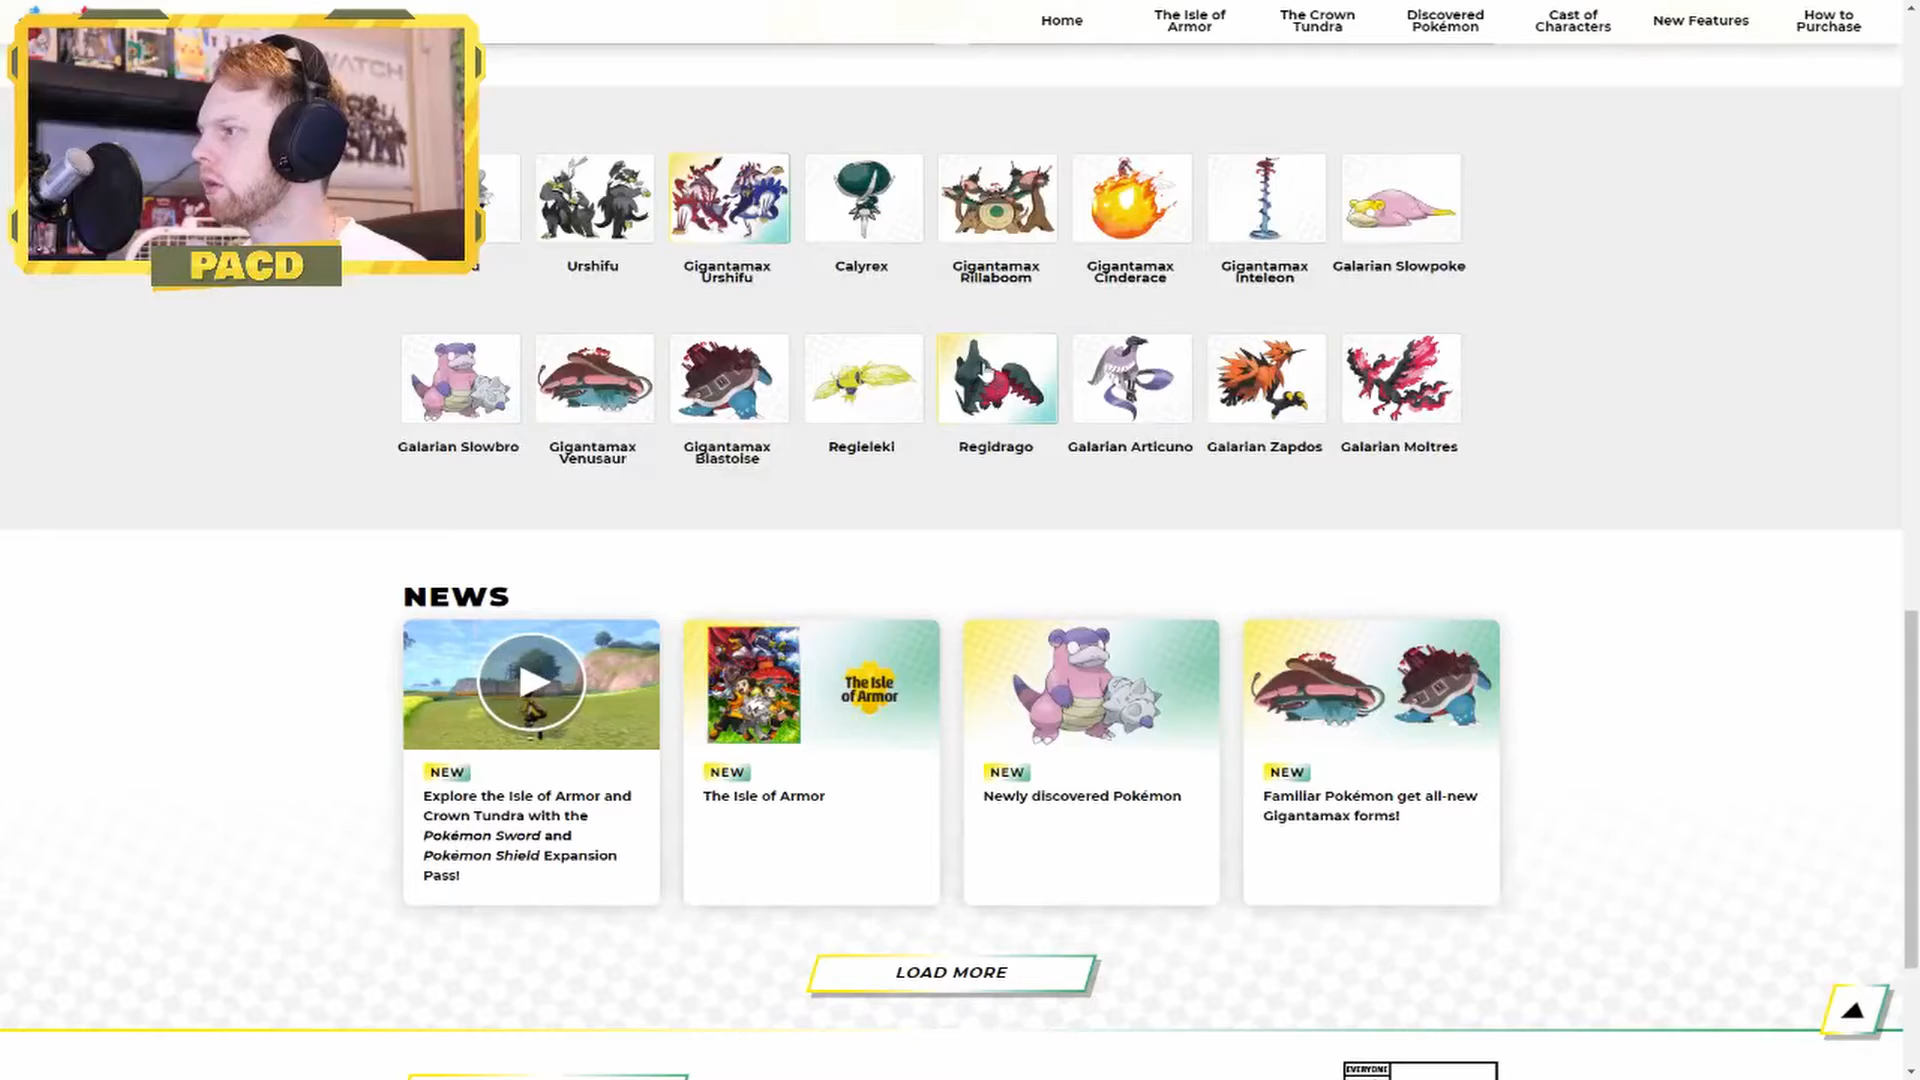 Home
The Isle of
Armor
The Crown
Tundra
Discovered
Pokémon
Cast of
Characters
New Features
How to
Purchase
WATCH
PACD
Urshifu
Gigantamax
Urshifu
Calyrex
Gigantamax
Rillaboom
Gigantamax
Cinderace
Gigantamax
Inteleon
Galarian Slowpoke
Galarian Slowbro
Gigantamax
Venusaur
Gigantamax
Blastoise
Regieleki
Regidrago
Galarian Articuno
Galarian Zapdos
Galarian Moltres
NEWS
The Isle
of Armor
NEW
Explore the Isle of Armor and
Crown Tundra with the
Pokémon Sword and
Pokémon Shield Expansion
Pass!
NEW
The Isle of Armor
NEW
Newly discovered Pokémon
NEW
Familiar Pokémon get all-new
Gigantamax forms!
LOAD MORE
EVERYONE